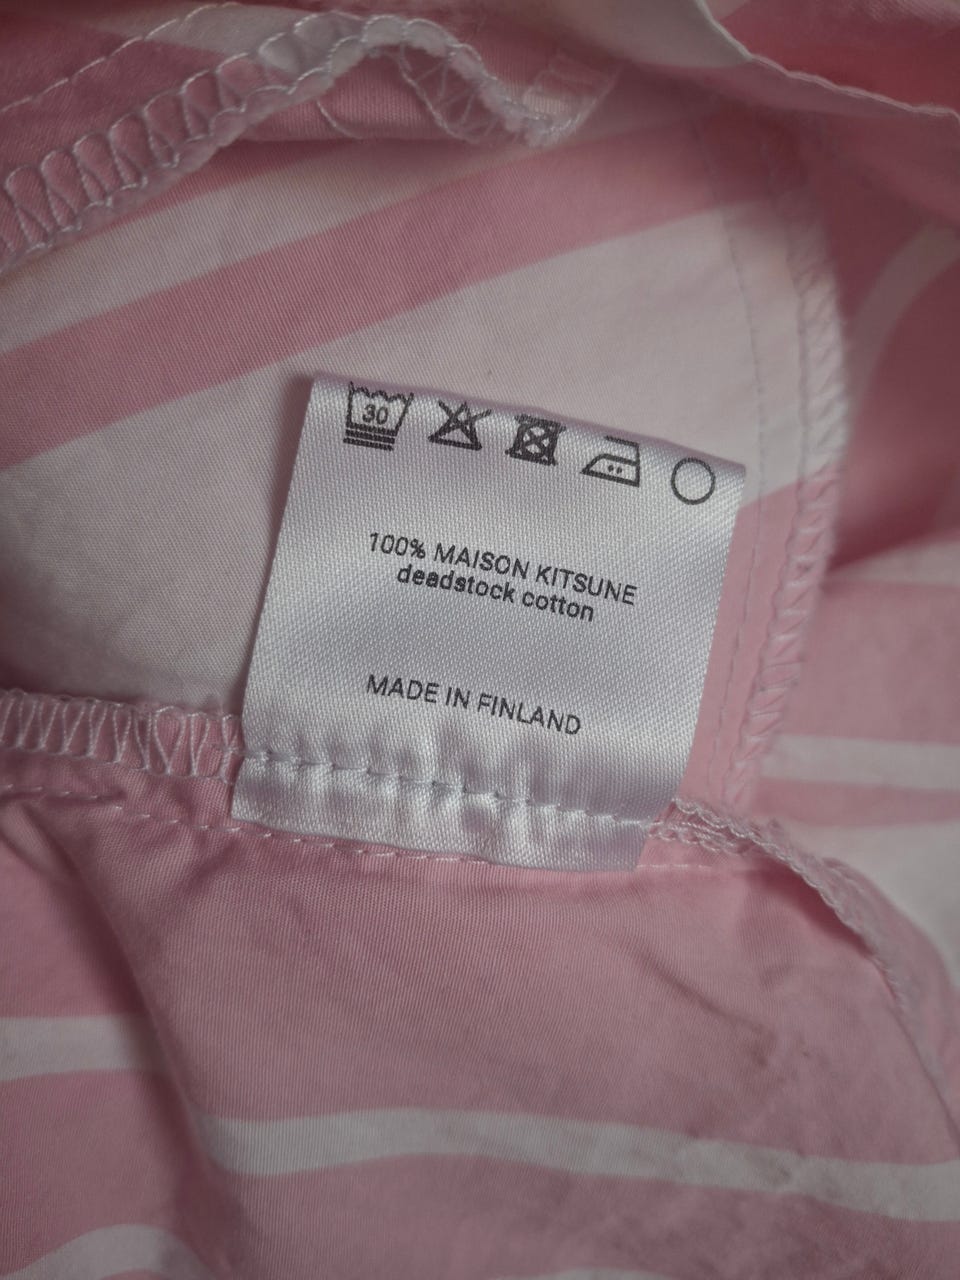 30
100% MAISON KITSUNE
deadstock cotton
MADE IN FINLAND